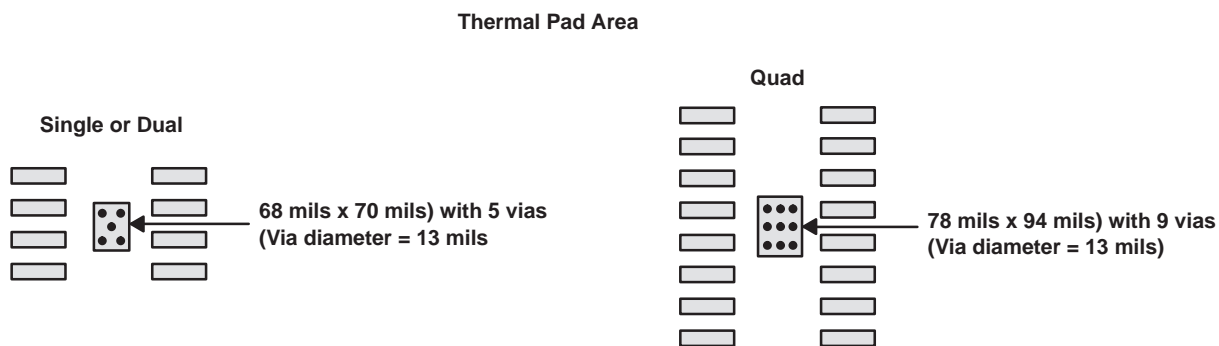 Thermal Pad Area
Quad
Single or Dual
68 mils x 70 mils) with 5 vias
(Via diameter = 13 mils
78 mils x 94 mils) with 9 vias
(Via diameter = 13 mils)